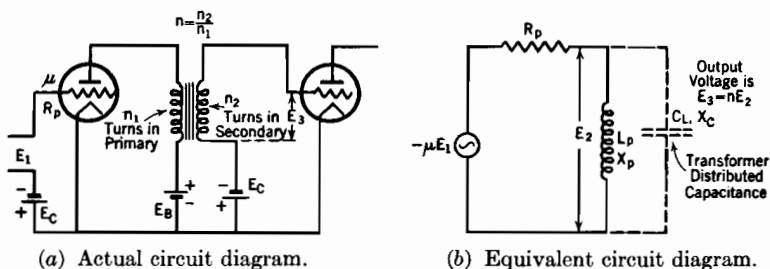 n = n2/n1
μ
Rp
n1
Turns in
Primary
n2
Turns in
Secondary
E3
E1
-
+
EC
+
-
EB
+
-
EC
(a) Actual circuit diagram.
Rp
-μE1
E2
Lp
Xp
CL, XC
Output
Voltage is
E3=nE2
Transformer
Distributed
Capacitance
(b) Equivalent circuit diagram.